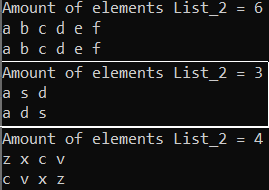 Amount of elements List_2 = 6
a b c d e f
a b c d e f
Amount of elements List_2 = 3
a s d
a d s
Amount of elements List_2 = 4
z x c v
c v x z